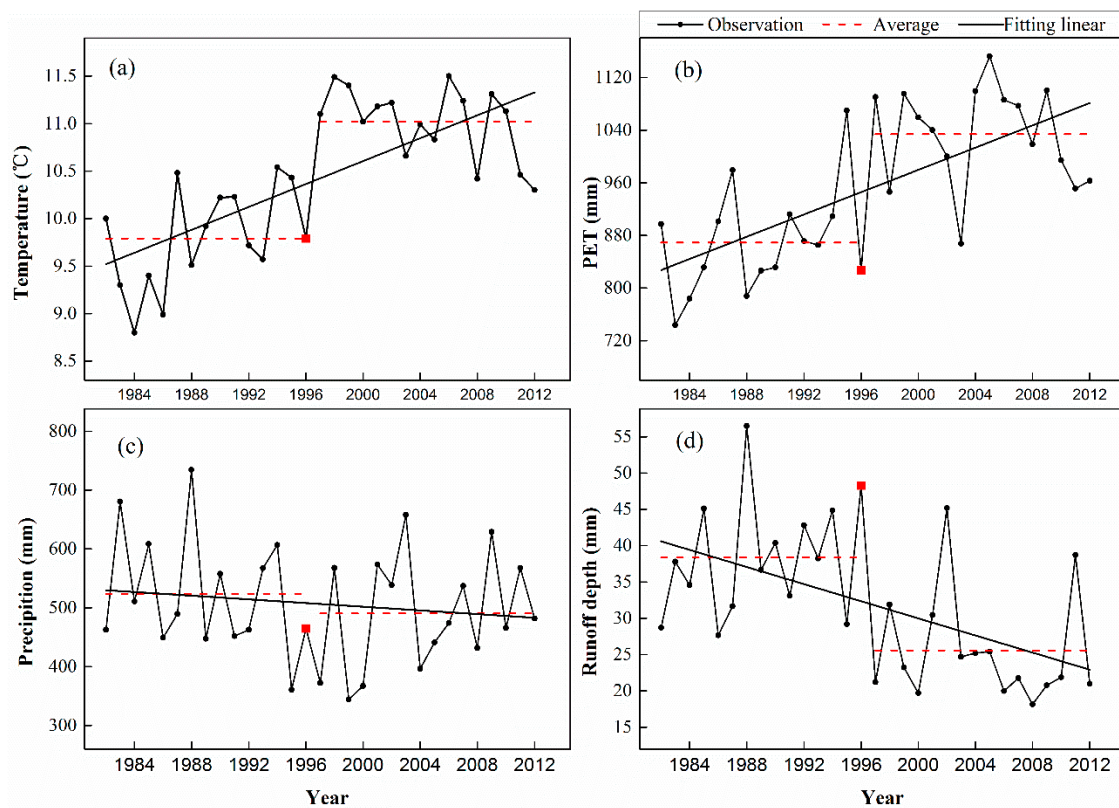 Observation Average Fitting linear
(a)
Temperature (℃)
11.5
11.0
10.5
10.0
9.5
9.0
8.5
1984 1988 1992 1996 2000 2004 2008 2012
(b)
PET (mm)
1120
1040
960
880
800
720
1984 1988 1992 1996 2000 2004 2008 2012
(c)
Precipition (mm)
800
700
600
500
400
300
1984 1988 1992 1996 2000 2004 2008 2012
Year
(d)
Runoff depth (mm)
55
50
45
40
35
30
25
20
15
1984 1988 1992 1996 2000 2004 2008 2012
Year